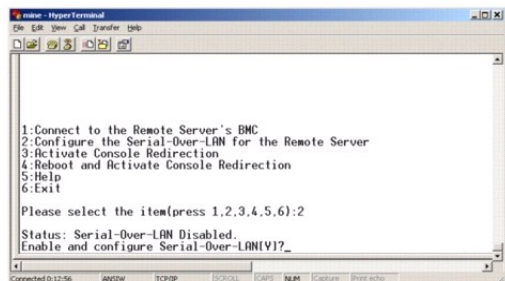 mine - HyperTerminal
File Edit View Call Transfer Help
1:Connect to the Remote Server's BMC
2:Configure the Serial-Over-LAN for the Remote Server
3:Activate Console Redirection
4:Reboot and Activate Console Redirection
5:Help
6:Exit
Please select the item(press 1,2,3,4,5,6):2
Status: Serial-Over-LAN Disabled.
Enable and configure Serial-Over-LAN[Y]?_
Connected 0:12:56 ANSIW TCP/IP SCROLL CAPS NUM Capture Print echo